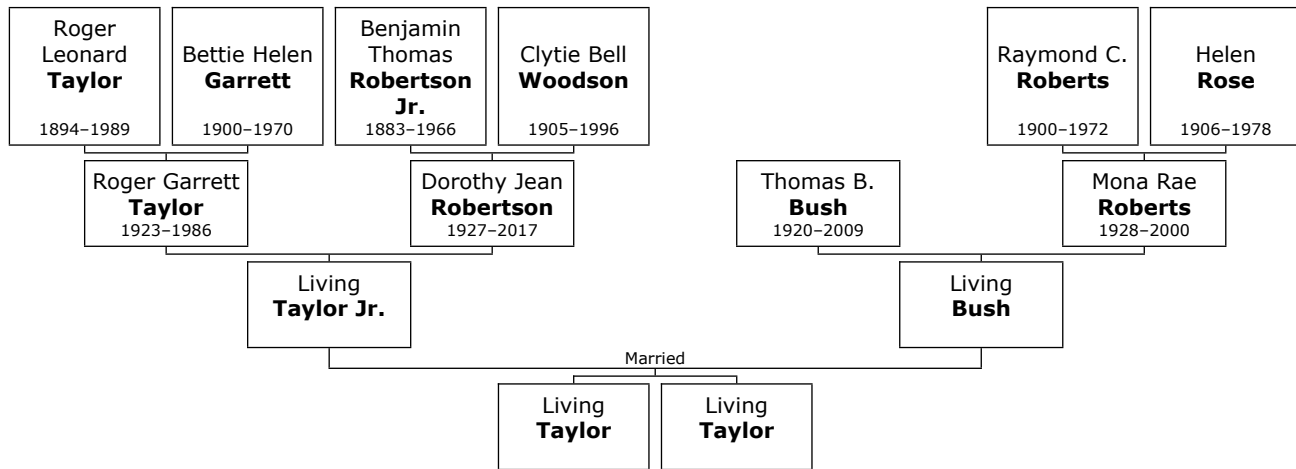 Roger
Leonard
Taylor
1894–1989
Bettie Helen
Garrett
1900–1970
Benjamin
Thomas
Robertson
Jr.
1883–1966
Clytie Bell
Woodson
1905–1996
Raymond C.
Roberts
1900–1972
Helen
Rose
1906–1978
Roger Garrett
Taylor
1923–1986
Dorothy Jean
Robertson
1927–2017
Thomas B.
Bush
1920–2009
Mona Rae
Roberts
1928–2000
Living
Taylor Jr.
Living
Bush
Married
Living
Taylor
Living
Taylor